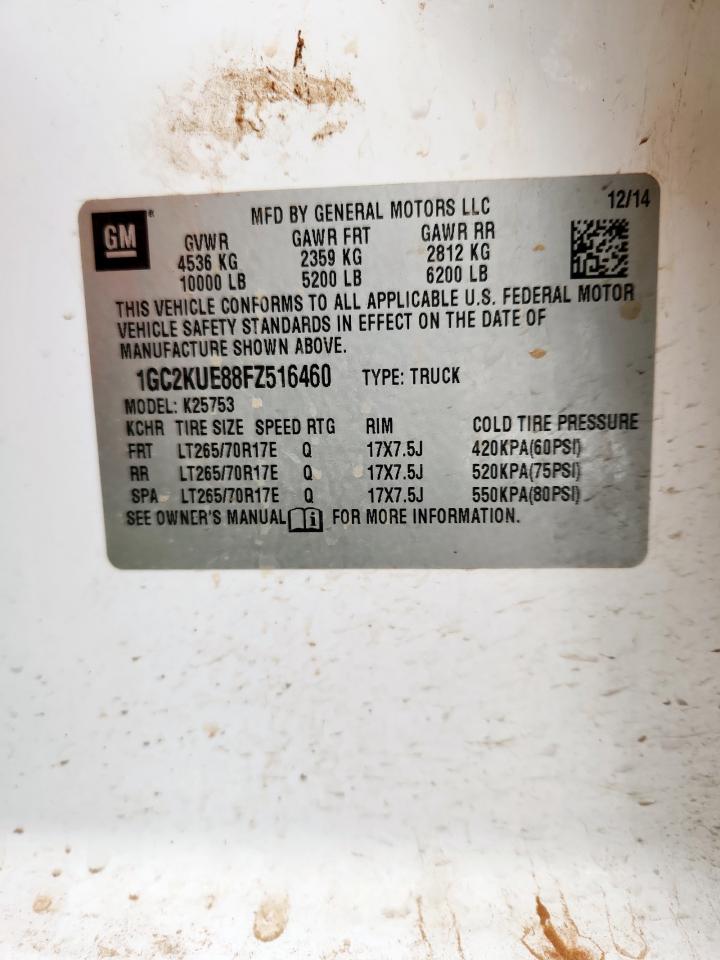 12/14
GM®
MFD BY GENERAL MOTORS LLC
GVWR GAWR FRT GAWR RR
4536 KG 2359 KG 2812 KG
10000 LB 5200 LB 6200 LB
THIS VEHICLE CONFORMS TO ALL APPLICABLE U.S. FEDERAL MOTOR
VEHICLE SAFETY STANDARDS IN EFFECT ON THE DATE OF
MANUFACTURE SHOWN ABOVE.
1GC2KUE88FZ516460 TYPE: TRUCK
MODEL: K25753
KCHR TIRE SIZE SPEED RTG RIM COLD TIRE PRESSURE
FRT LT265/70R17E Q 17X7.5J 420KPA(60PSI)
RR LT265/70R17E Q 17X7.5J 520KPA(75PSI)
SPA LT265/70R17E Q 17X7.5J 550KPA(80PSI)
SEE OWNER'S MANUAL FOR MORE INFORMATION.